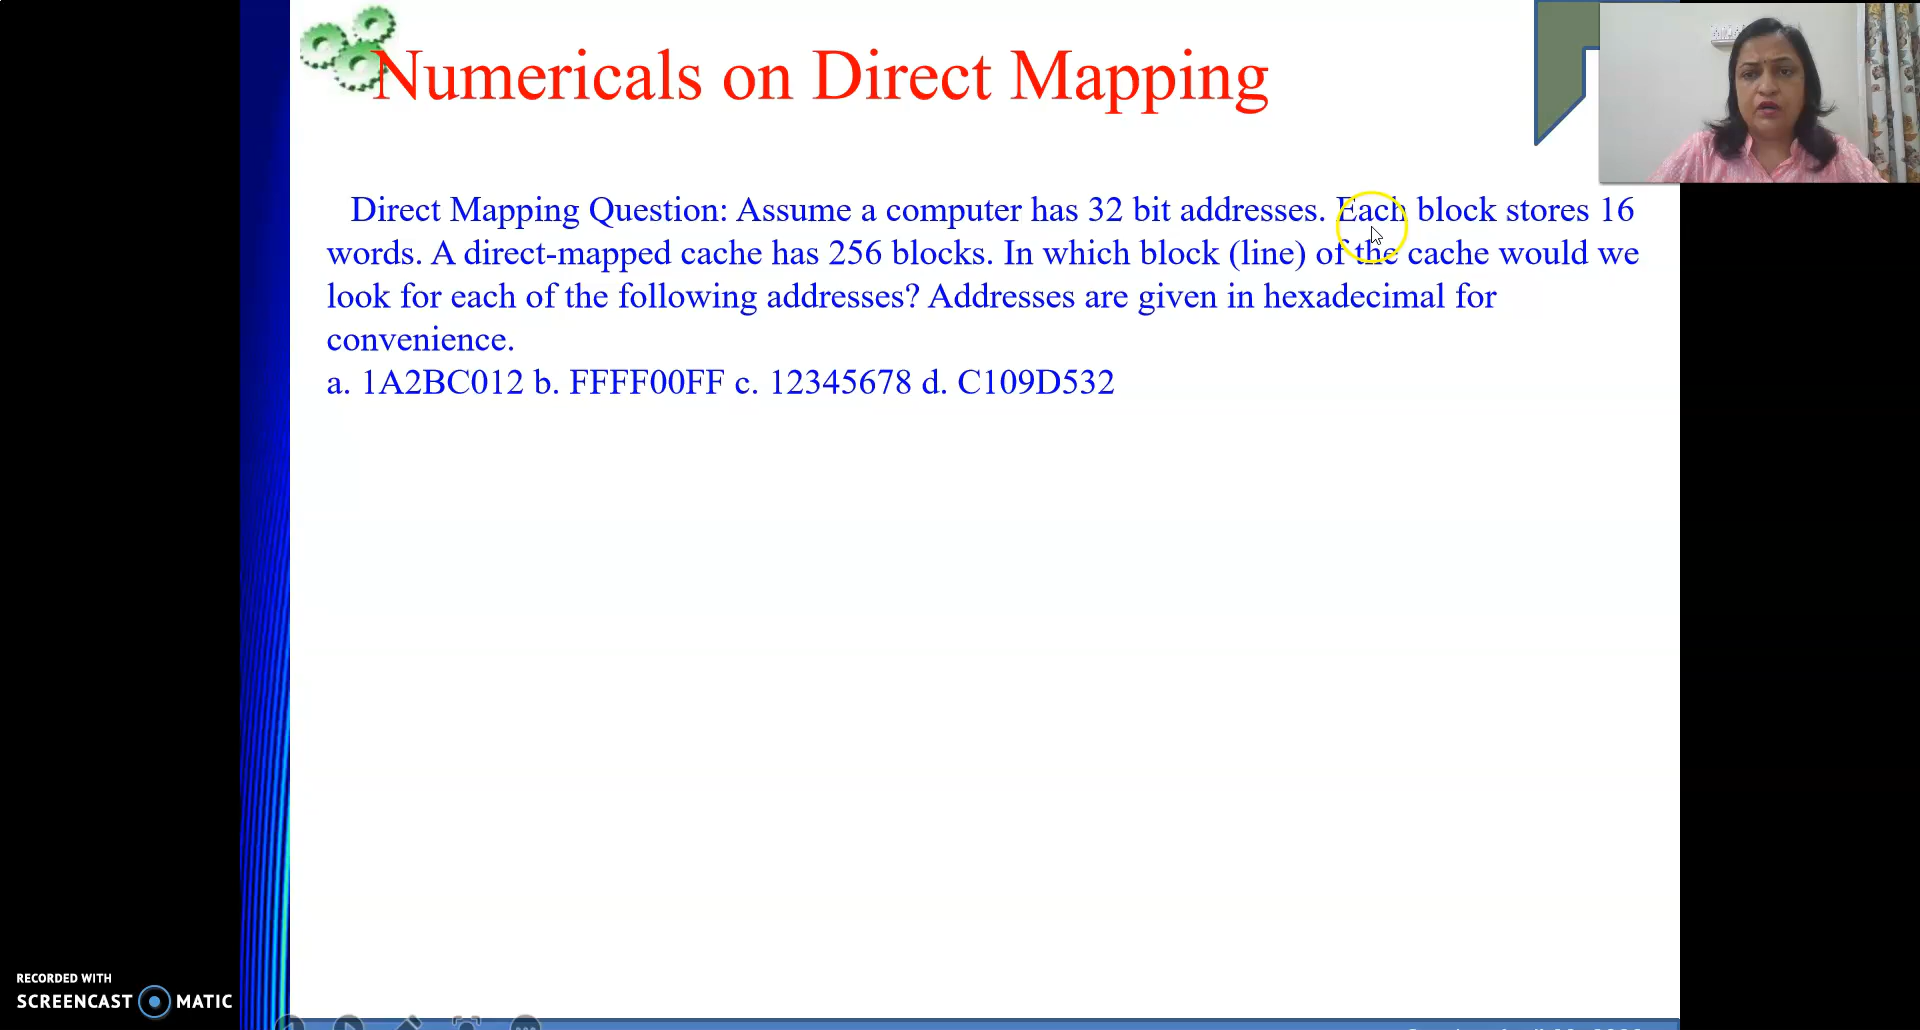 Numericals on Direct Mapping
Direct Mapping Question: Assume a computer has 32 bit addresses. Each block stores 16
words. A direct-mapped cache has 256 blocks. In which block (line) of the cache would we
look for each of the following addresses? Addresses are given in hexadecimal for
convenience.
a. 1A2BC012 b. FFFF00FF c. 12345678 d. C109D532
RECORDED WITH
SCREENCAST MATIC